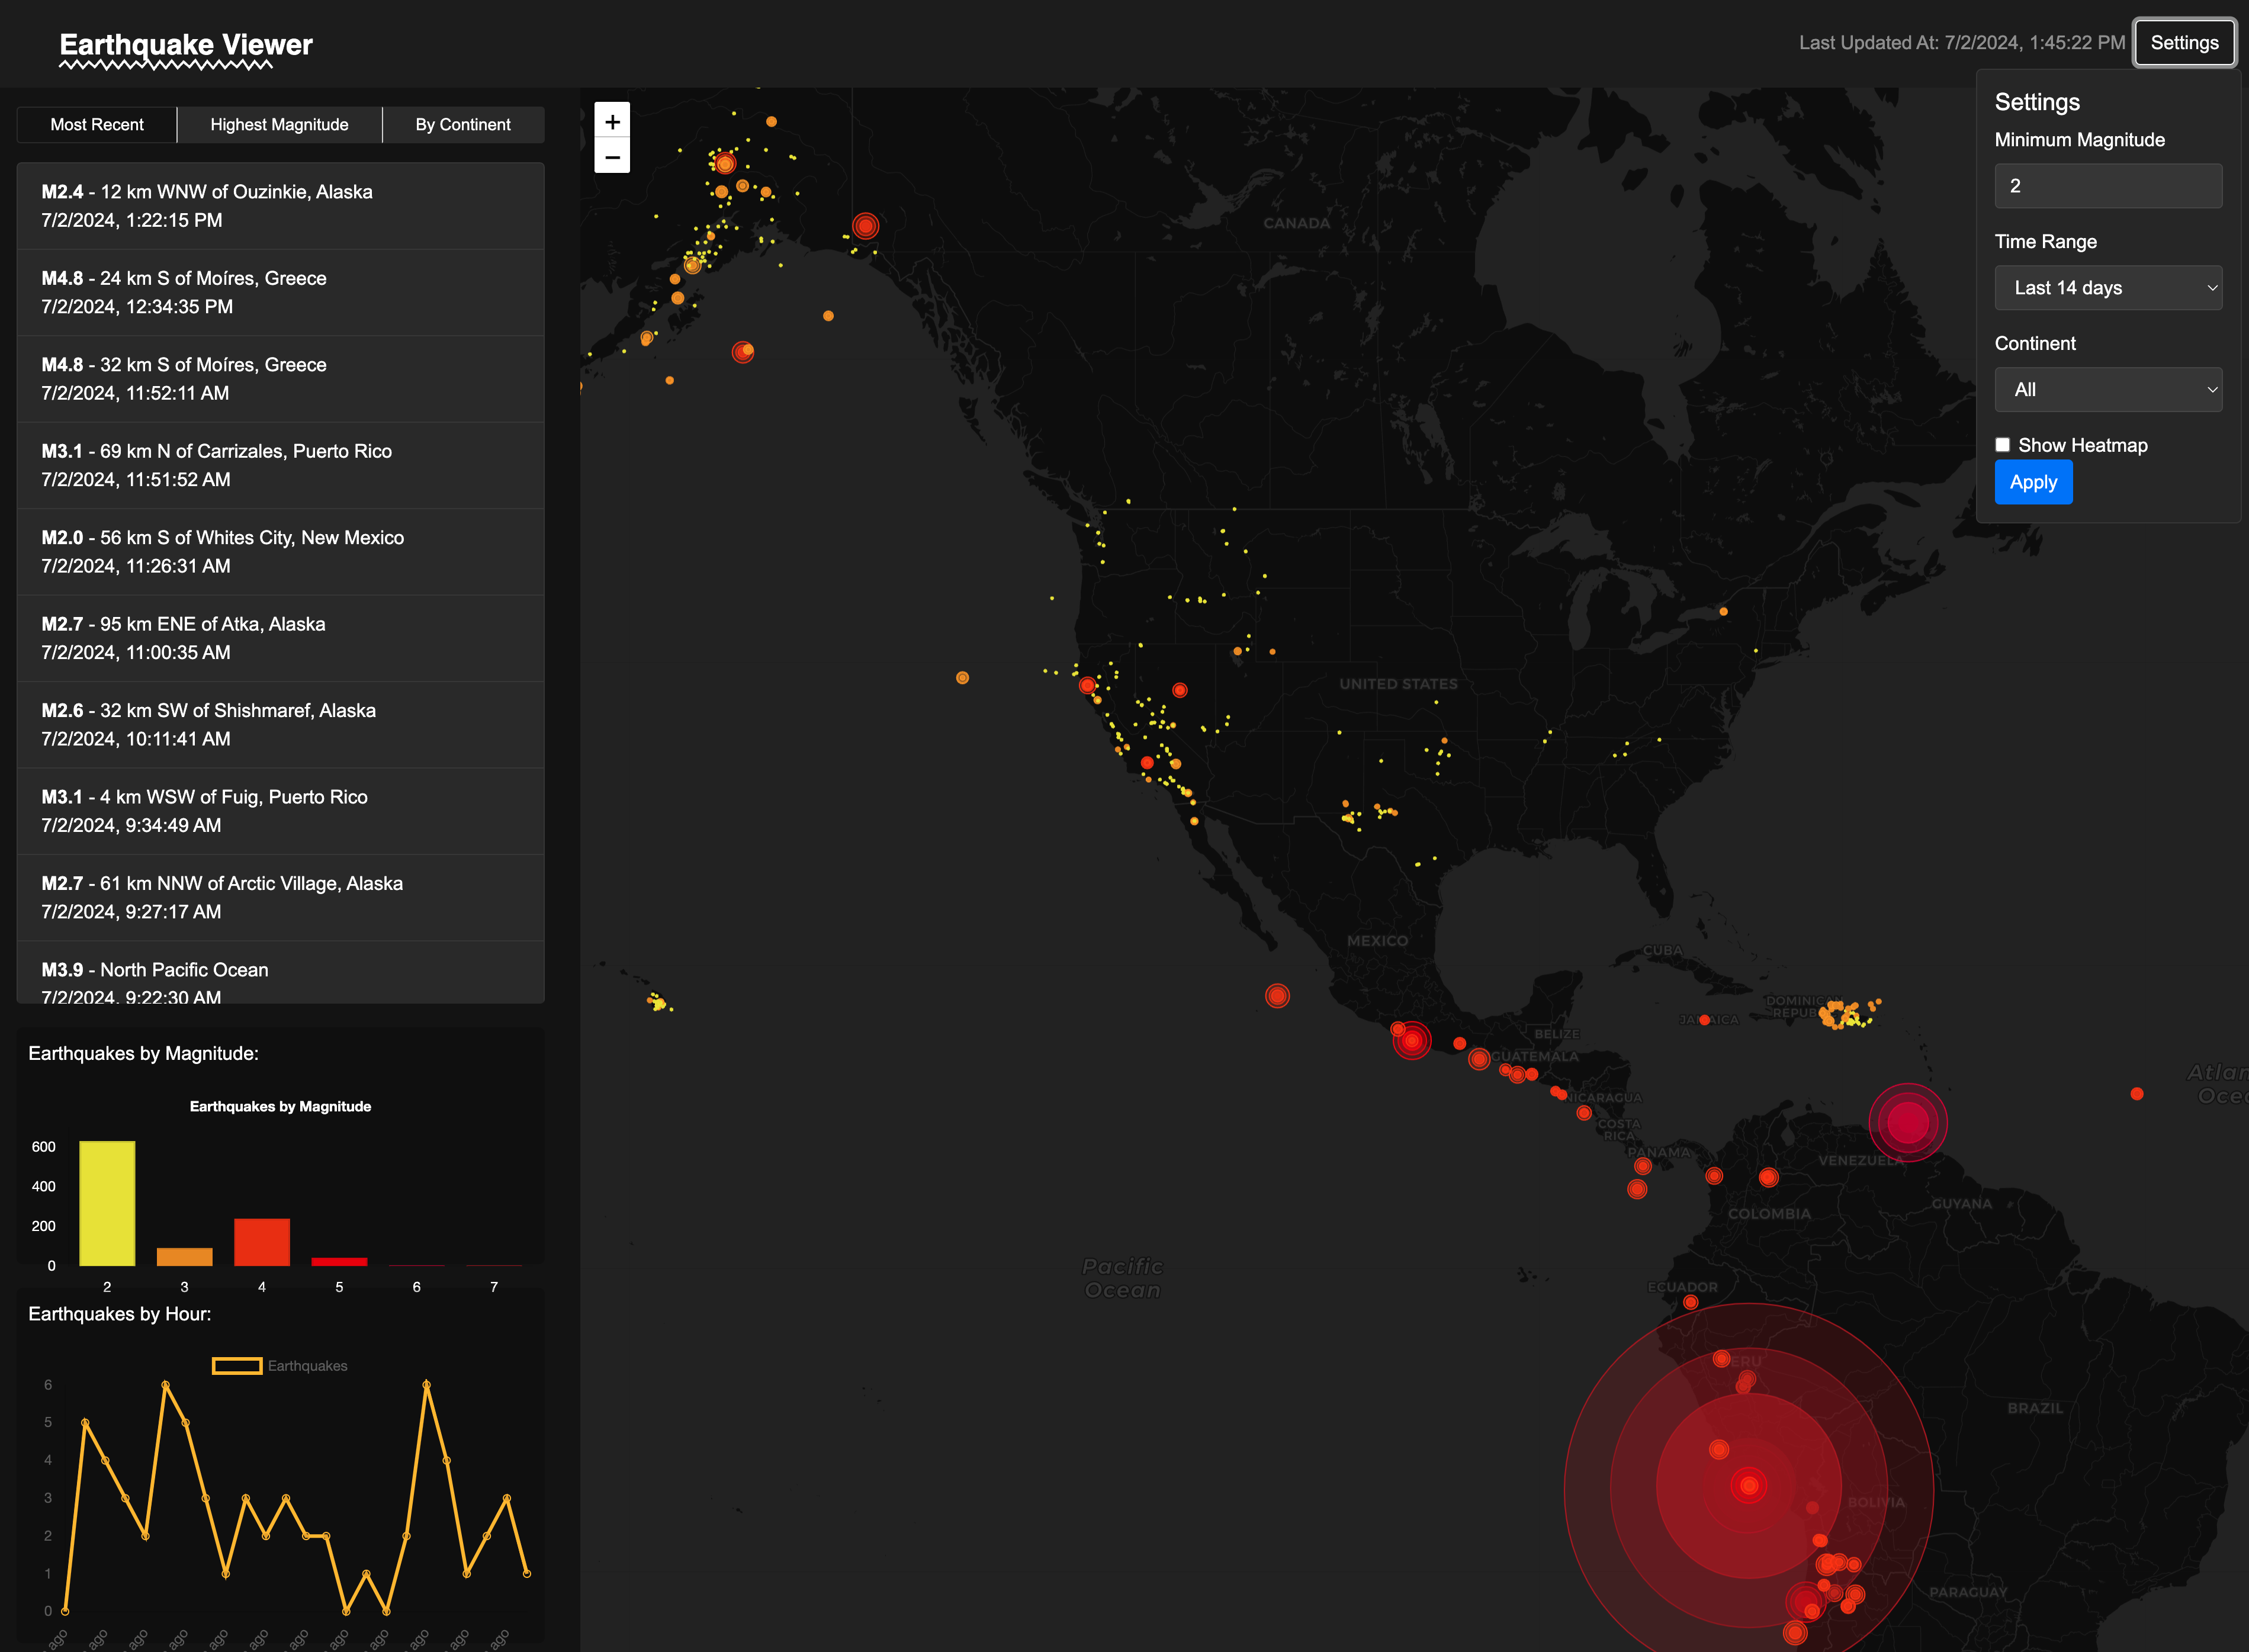 Earthquake Viewer
Last Updated At: 7/2/2024, 1:45:22 PM
Settings
Most Recent
Highest Magnitude
By Continent
M2.4 - 12 km WNW of Ouzinkie, Alaska
7/2/2024, 1:22:15 PM
M4.8 - 24 km S of Moíres, Greece
7/2/2024, 12:34:35 PM
M4.8 - 32 km S of Moíres, Greece
7/2/2024, 11:52:11 AM
M3.1 - 69 km N of Carrizales, Puerto Rico
7/2/2024, 11:51:52 AM
M2.0 - 56 km S of Whites City, New Mexico
7/2/2024, 11:26:31 AM
M2.7 - 95 km ENE of Atka, Alaska
7/2/2024, 11:00:35 AM
M2.6 - 32 km SW of Shishmaref, Alaska
7/2/2024, 10:11:41 AM
M3.1 - 4 km WSW of Fuig, Puerto Rico
7/2/2024, 9:34:49 AM
M2.7 - 61 km NNW of Arctic Village, Alaska
7/2/2024, 9:27:17 AM
M3.9 - North Pacific Ocean
7/2/2024, 9:22:30 AM
Earthquakes by Magnitude:
Earthquakes by Magnitude
600
400
200
0
2
3
4
5
6
7
Earthquakes by Hour:
Earthquakes
6
5
4
3
2
1
0
ago
ago
ago
ago
ago
ago
ago
ago
ago
ago
ago
ago
+
−
CANADA
UNITED STATES
MEXICO
CUBA
JAMAICA
DOMINICAN
REPUB
BELIZE
GUATEMALA
NICARAGUA
COSTA
RICA
PANAMA
VENEZUELA
GUYANA
COLOMBIA
ECUADOR
PERU
BRAZIL
BOLIVIA
PARAGUAY
Pacific
Ocean
Atlan
Ocea
Settings
Minimum Magnitude
2
Time Range
Last 14 days
Continent
All
Show Heatmap
Apply